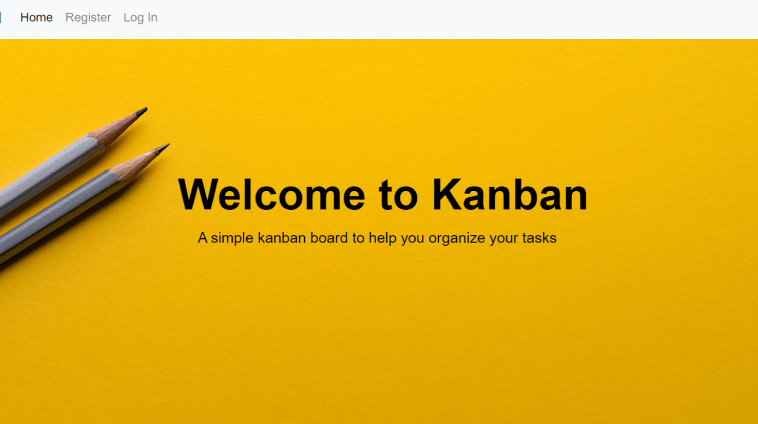 Home Register Log In
Welcome to Kanban
A simple kanban board to help you organize your tasks